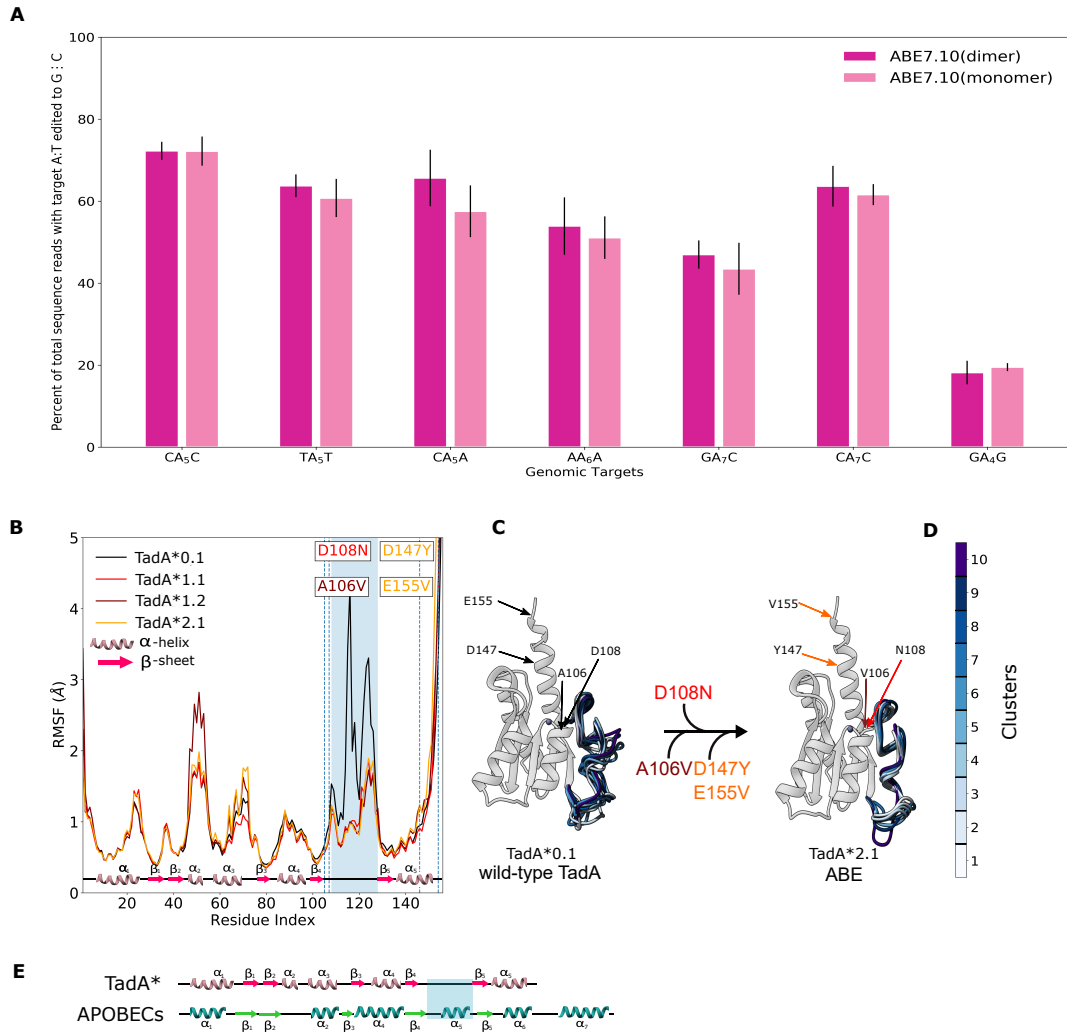 A
Percent of total sequence reads with target A:T edited to G:C
100
80
60
40
20
0
ABE7.10(dimer)
ABE7.10(monomer)
CA₅C TA₅T CA₅A AA₆A GA₇C CA₇C GA₄G
Genomic Targets
B
RMSF (Å)
5
4
3
2
1
0
TadA*0.1
TadA*1.1
TadA*1.2
TadA*2.1
α-helix
β-sheet
D108N D147Y
A106V E155V
α₁ β₁ β₂ α₂ α₃ β₃ α₄ β₄ β₅ α₅
20 40 60 80 100 120 140
Residue Index
C
E155
D147
A106
D108
TadA*0.1
wild-type TadA
D108N
A106V D147Y
E155V
V155
Y147
V106
N108
TadA*2.1
ABE
D
10
9
8
7
6
5
4
3
2
1
Clusters
E
α₁ β₁ β₂ α₂ α₃ β₃ α₄ β₄ β₅ α₅
TadA*
APOBECs
α₁ β₁ β₂ α₂ β₃ α₄ β₄ α₅ β₅ α₆ α₇